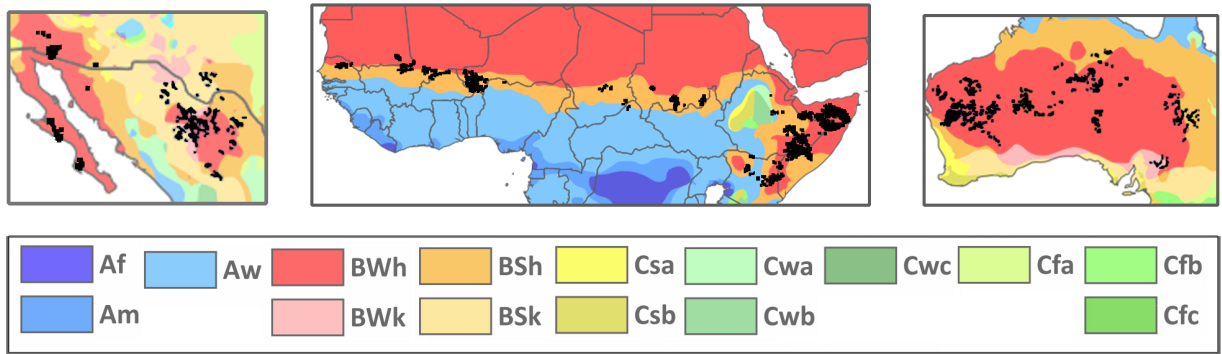 Af Aw BWh BSh Csa Cwa Cwc Cfa Cfb
Am BWk BSk Csb Cwb Cfc